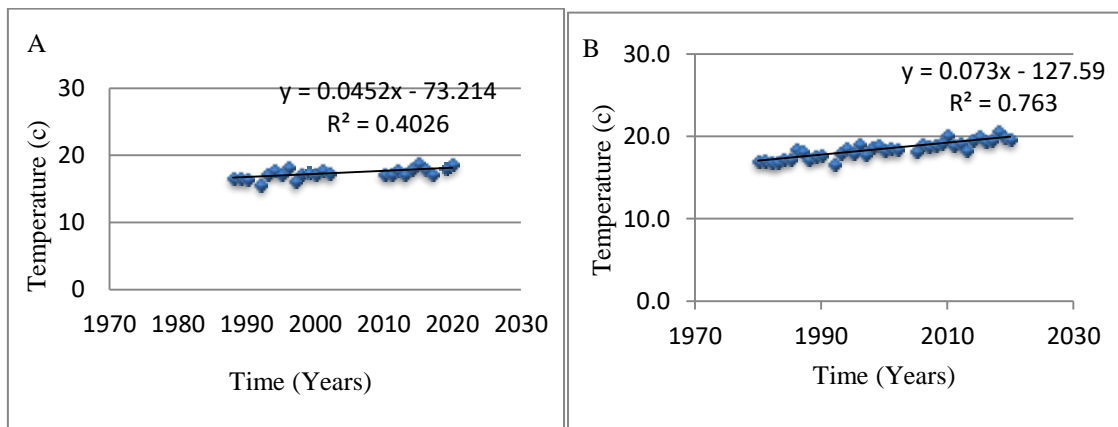 A
y = 0.0452x - 73.214
R² = 0.4026
Temperature (c)
30
20
10
0
1970 1980 1990 2000 2010 2020 2030
Time (Years)
B
y = 0.073x - 127.59
R² = 0.763
Temperature (c)
30.0
20.0
10.0
0.0
1970 1990 2010 2030
Time (Years)